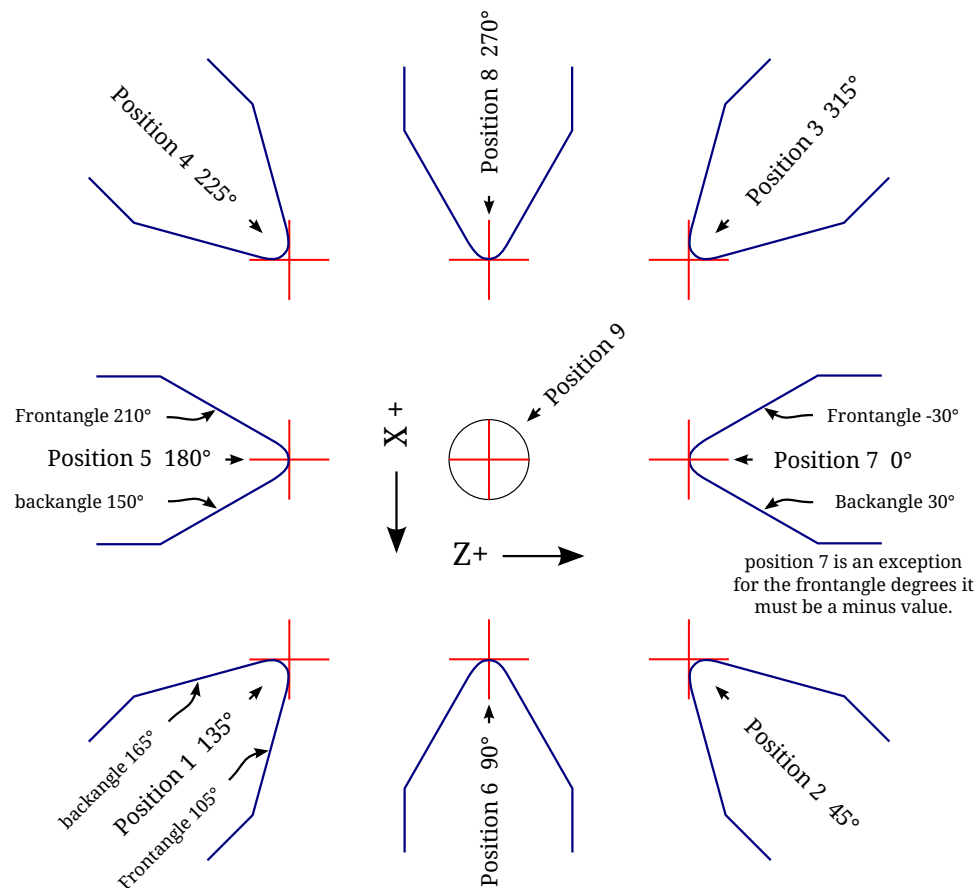 Position 4  225°
Position 8  270°
Position 3  315°
Position 9
Frontangle 210°
Position 5  180°
backangle 150°
X +
Z+
Frontangle -30°
Position 7  0°
Backangle 30°
position 7 is an exception
for the frontangle degrees it
must be a minus value.
backangle 165°
Position 1  135°
Frontangle 105°
Position 6  90°
Position 2  45°